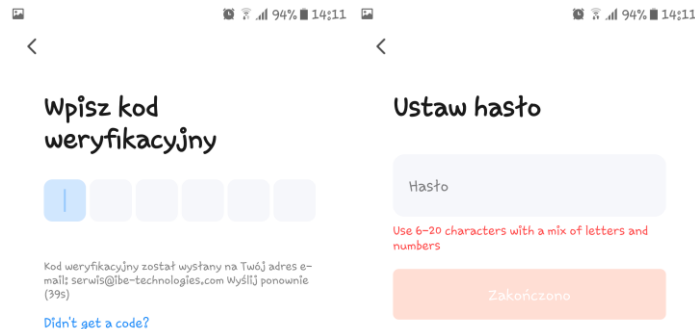 94% 14:11
Wpisz kod
weryfikacyjny
Kod weryfikacyjny został wysłany na Twój adres e-
mail: serwis@ibe-technologies.com Wyślij ponownie
(39s)
Didn't get a code?
94% 14:11
Ustaw hasło
Hasło
Use 6-20 characters with a mix of letters and
numbers
Zakończono